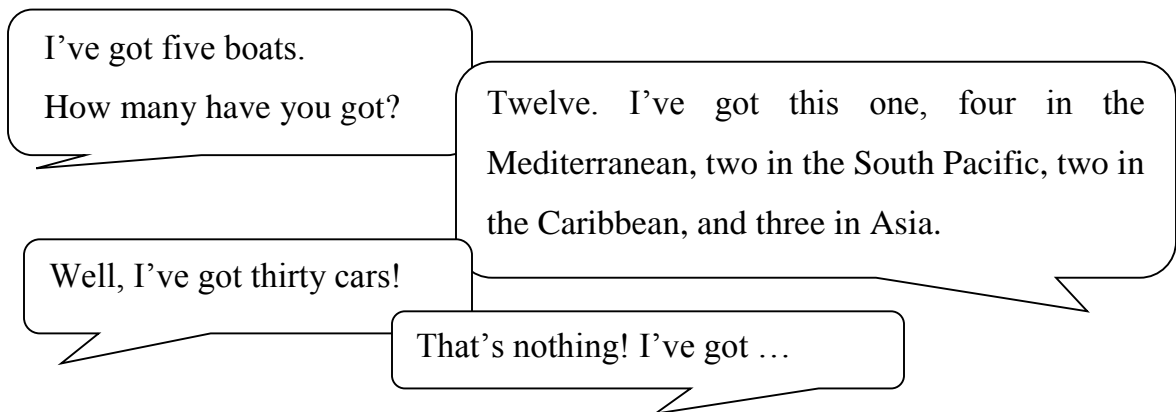 I’ve got five boats.
How many have you got?
Twelve. I’ve got this one, four in the
Mediterranean, two in the South Pacific, two in
the Caribbean, and three in Asia.
Well, I’ve got thirty cars!
That’s nothing! I’ve got …